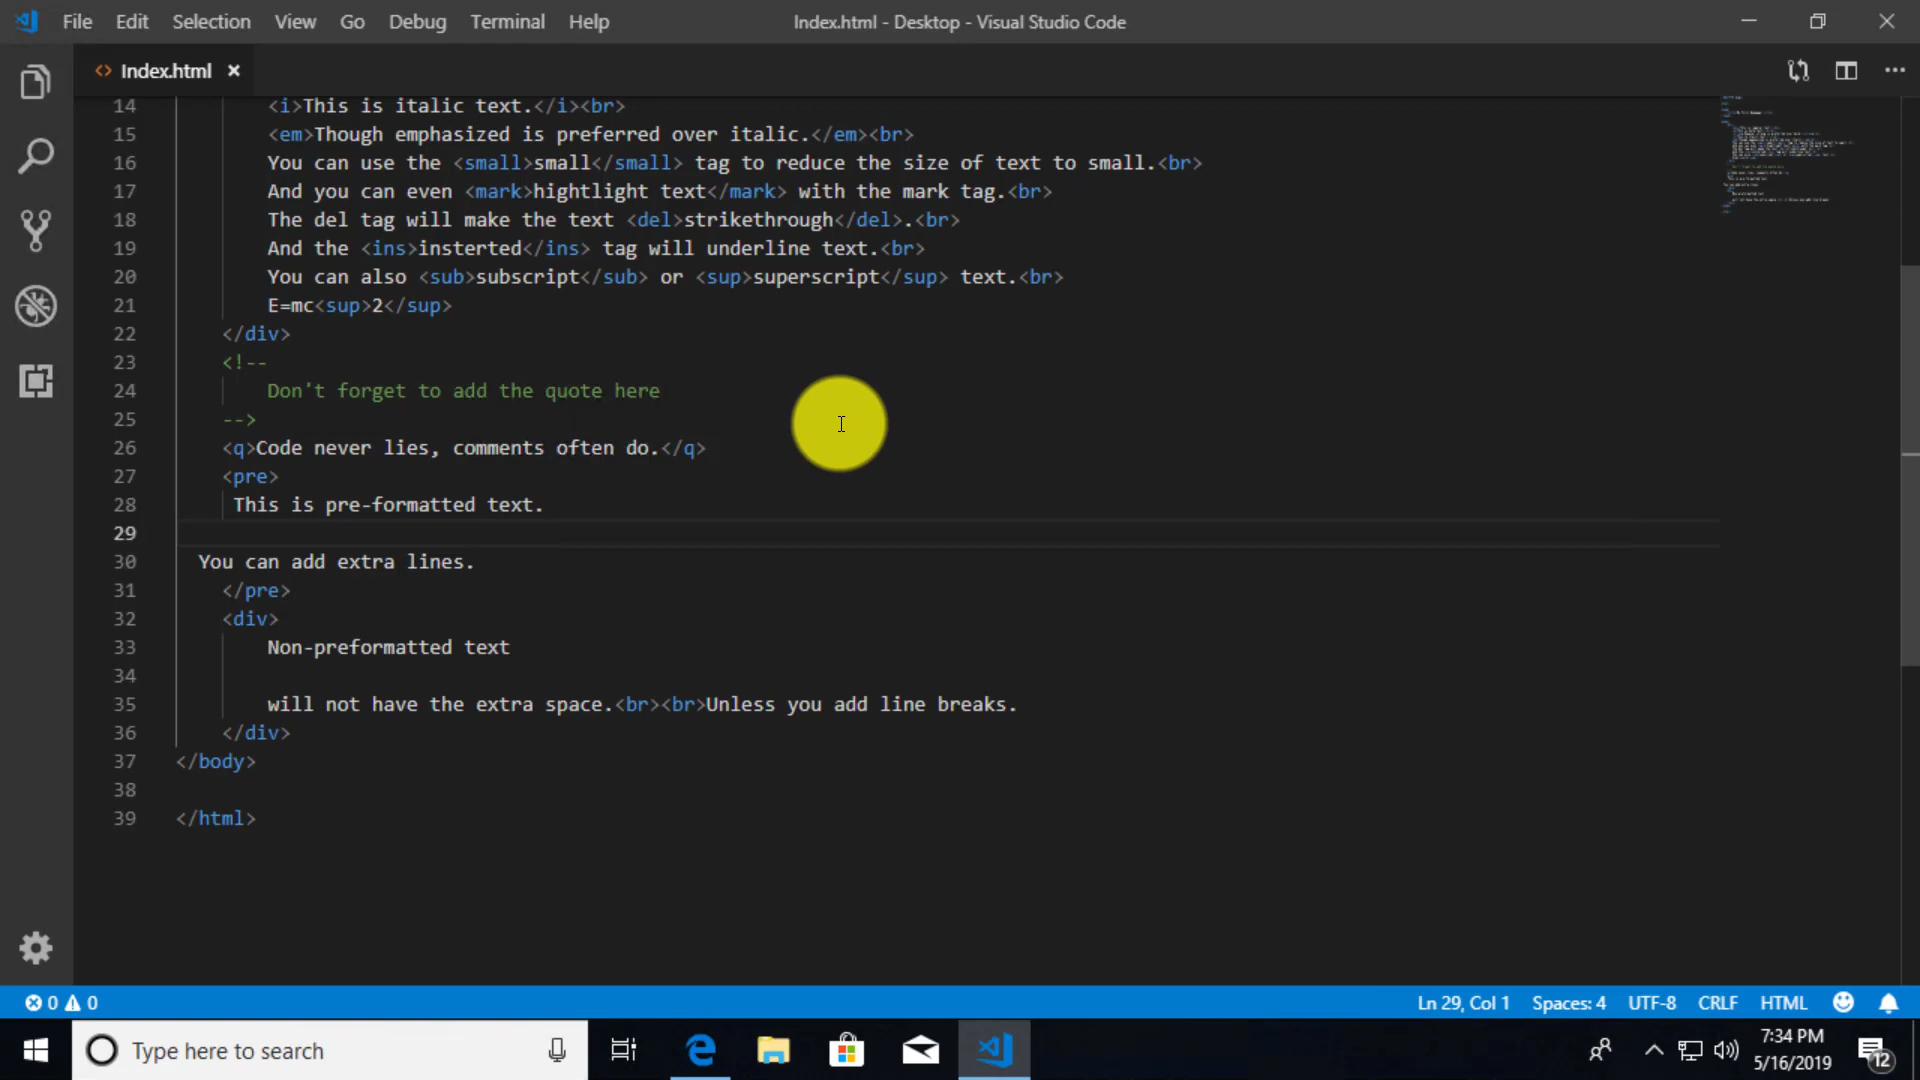 File Edit Selection View Go Debug Terminal Help
Index.html - Desktop - Visual Studio Code
<> Index.html ×
14 <i>This is italic text.</i><br>
15 <em>Though emphasized is preferred over italic.</em><br>
16 You can use the <small>small</small> tag to reduce the size of text to small.<br>
17 And you can even <mark>hightlight text</mark> with the mark tag.<br>
18 The del tag will make the text <del>strikethrough</del>.<br>
19 And the <ins>insterted</ins> tag will underline text.<br>
20 You can also <sub>subscript</sub> or <sup>superscript</sup> text.<br>
21 E=mc<sup>2</sup>
22 </div>
23 <!--
24 Don't forget to add the quote here
25 -->
26 <q>Code never lies, comments often do.</q>
27 <pre>
28 This is pre-formatted text.
29
30 You can add extra lines.
31 </pre>
32 <div>
33 Non-preformatted text
34
35 will not have the extra space.<br><br>Unless you add line breaks.
36 </div>
37 </body>
38
39 </html>
0 0 Ln 29, Col 1 Spaces: 4 UTF-8 CRLF HTML
Type here to search
7:34 PM
5/16/2019
12